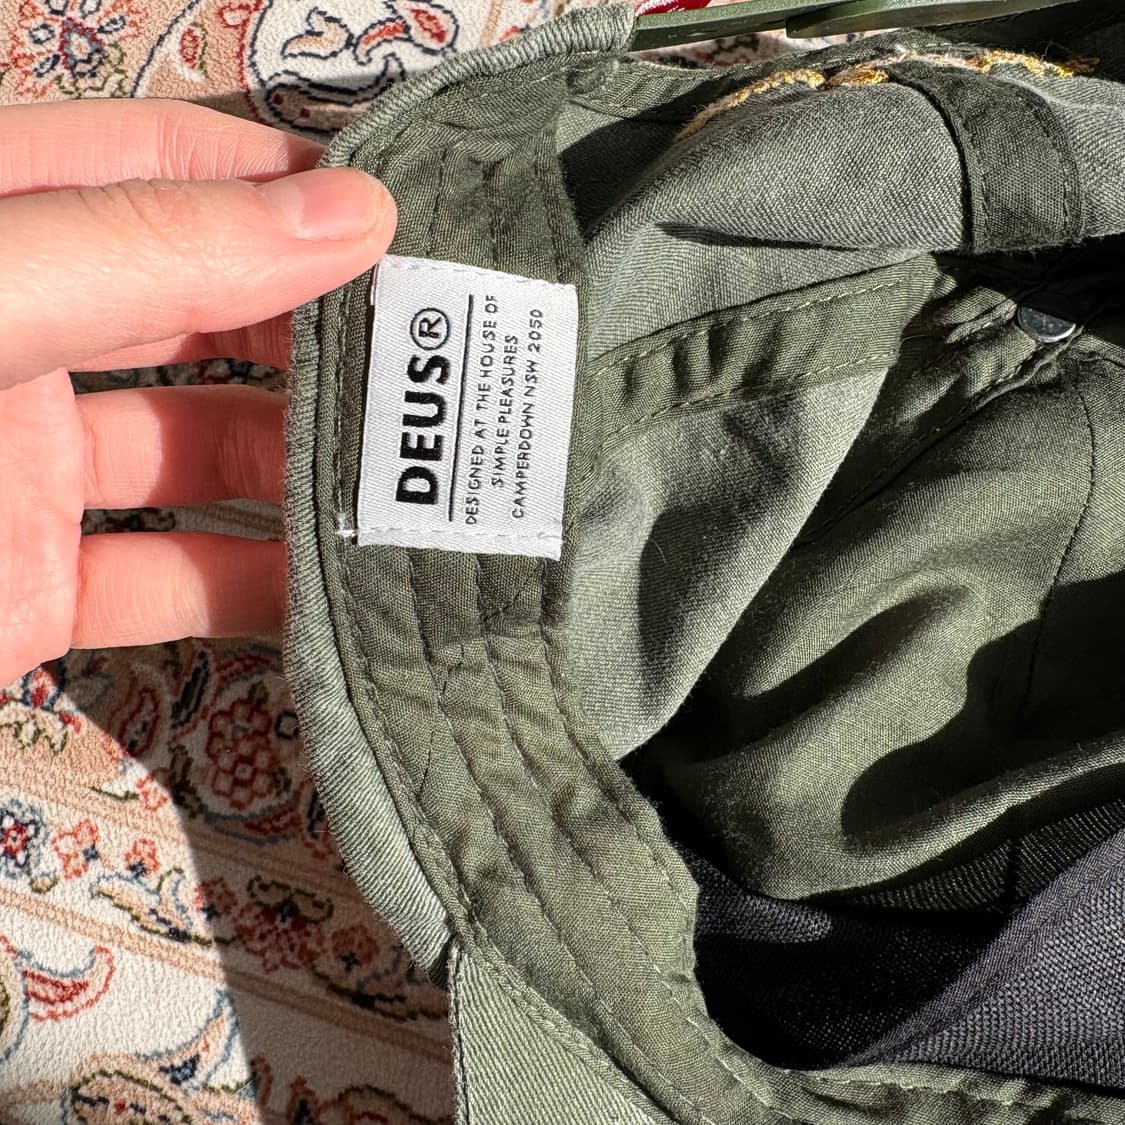 DEUS®
DESIGNED AT THE HOUSE OF
SIMPLE PLEASURES
CAMPERDOWN NSW 2050